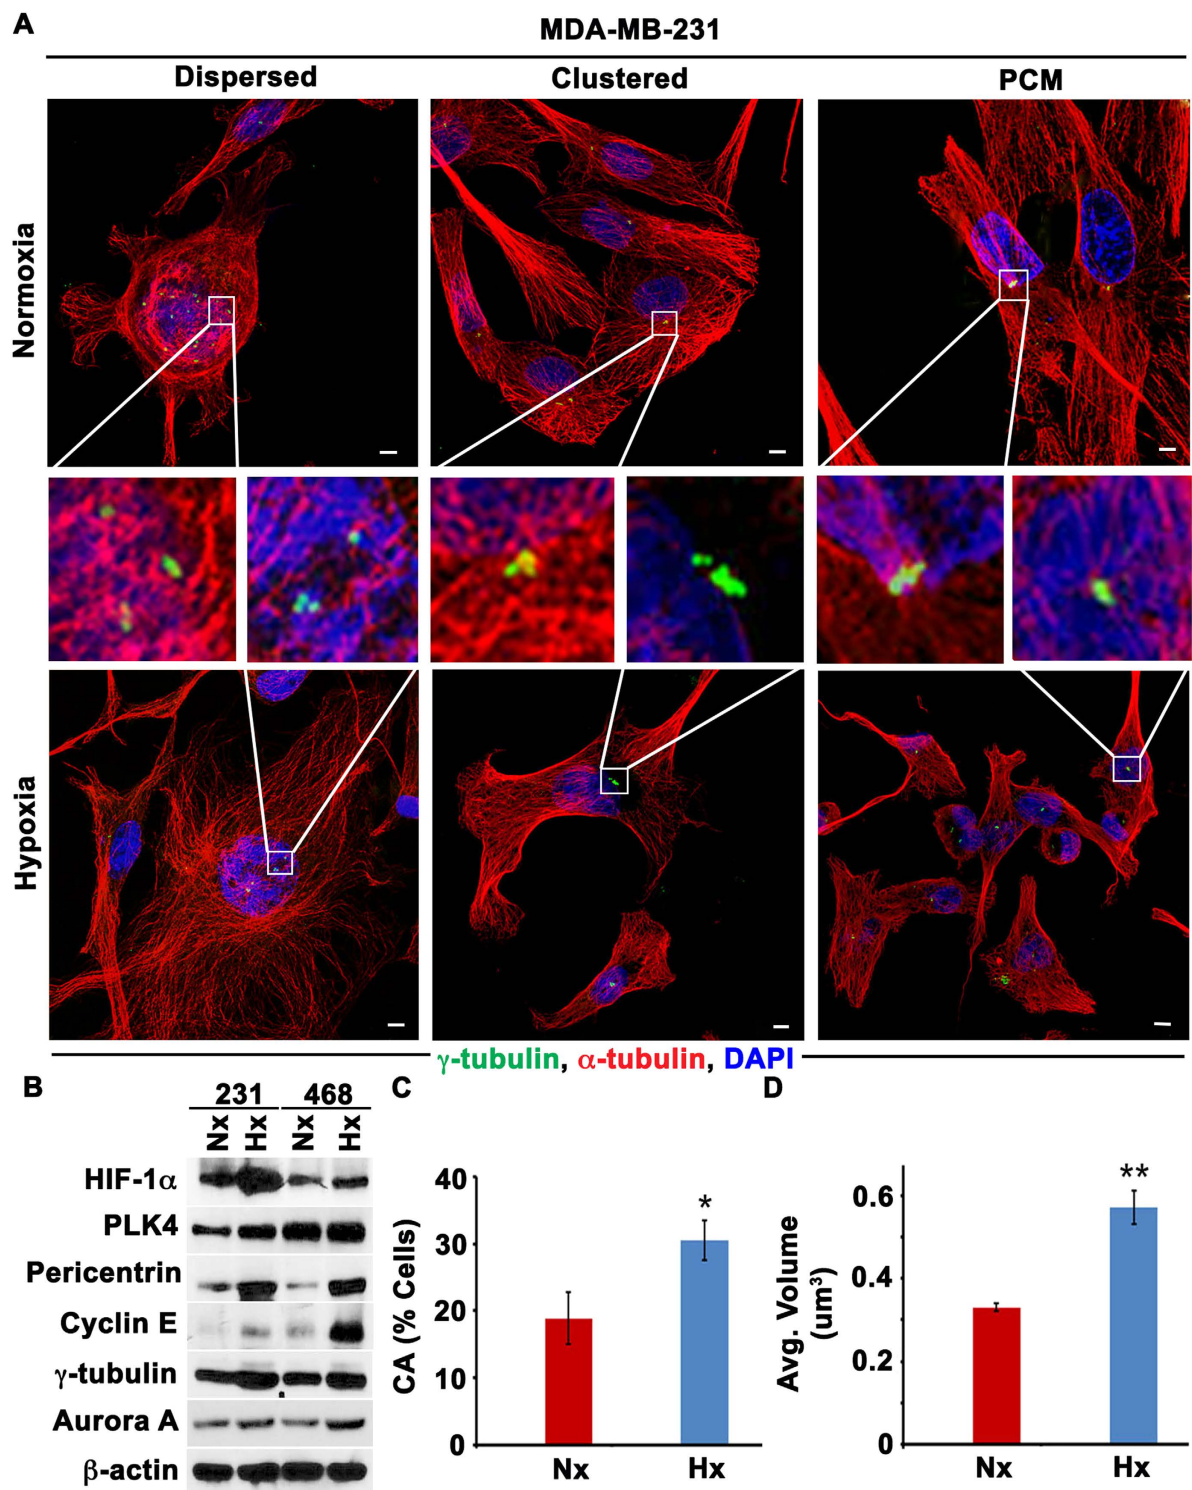 A
MDA-MB-231
Dispersed Clustered PCM
Normoxia
Hypoxia
γ-tubulin, α-tubulin, DAPI
B
231 468
Nx Hx Nx Hx
HIF-1α
PLK4
Pericentrin
Cyclin E
γ-tubulin
Aurora A
β-actin
C
CA (% Cells)
40
30
20
10
0
*
Nx Hx
D
Avg. Volume
(um³)
0.6
0.4
0.2
0
**
Nx Hx